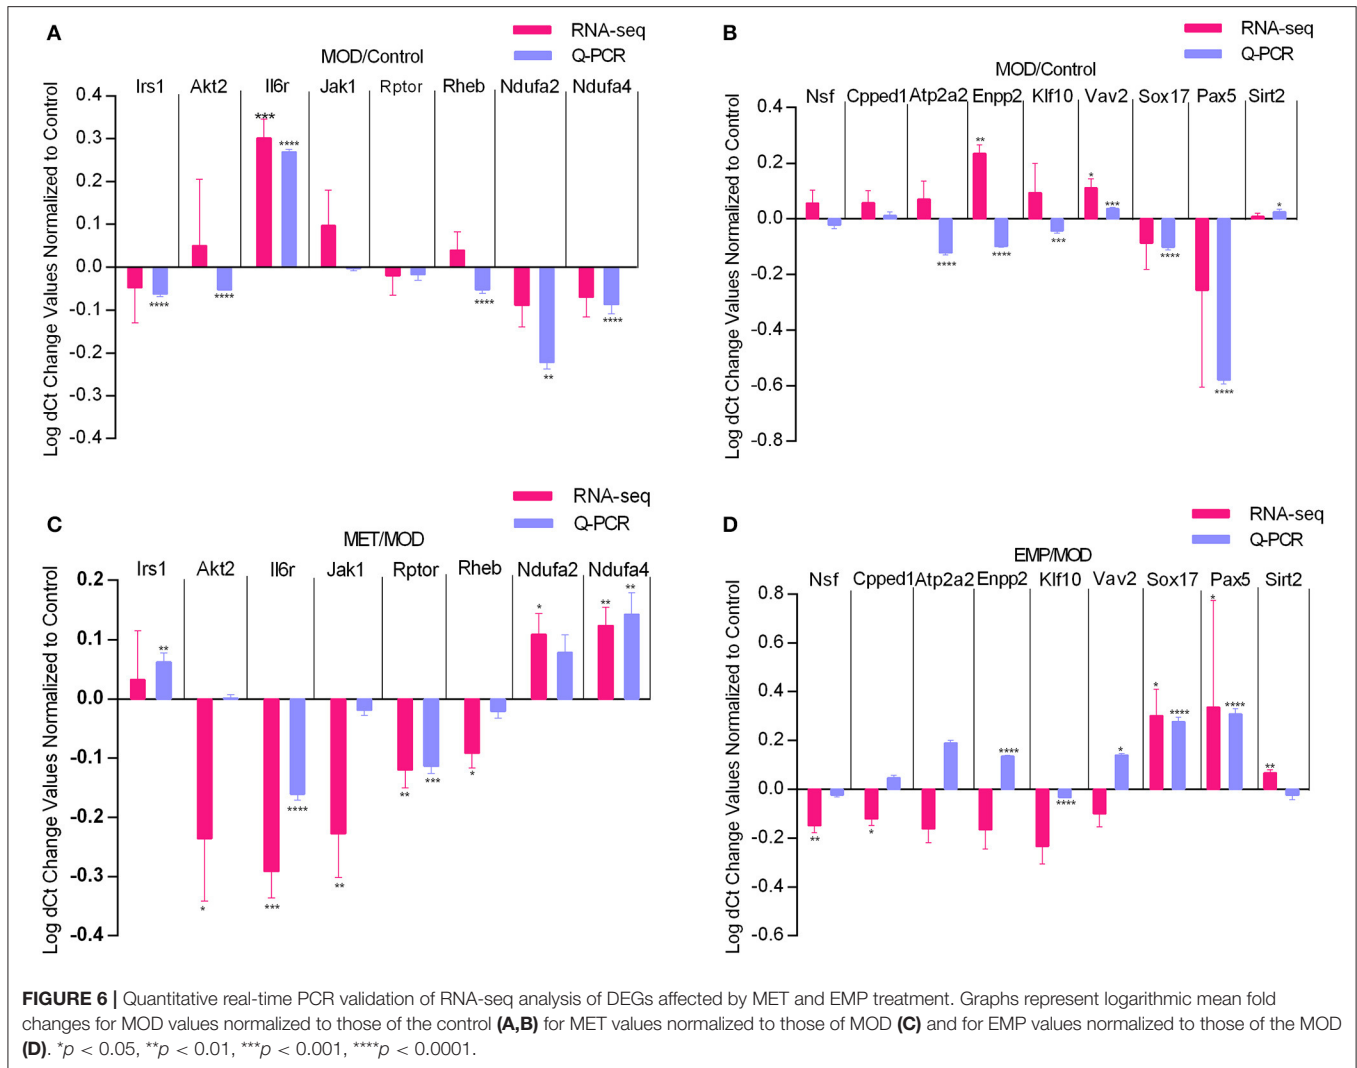 A
RNA-seq
Q-PCR
MOD/Control
Irs1 Akt2 Il6r Jak1 Rptor Rheb Ndufa2 Ndufa4
Log dCt Change Values Normalized to Control
0.4
0.3
0.2
0.1
0.0
-0.1
-0.2
-0.3
-0.4
*** **** **** **** **** ** ****
B
RNA-seq
Q-PCR
MOD/Control
Nsf Cpped1 Atp2a2 Enpp2 Klf10 Vav2 Sox17 Pax5 Sirt2
Log dCt Change Values Normalized to Control
0.4
0.2
0.0
-0.2
-0.4
-0.6
-0.8
**** ** **** *** * *** **** **** *
C
RNA-seq
Q-PCR
MET/MOD
Irs1 Akt2 Il6r Jak1 Rptor Rheb Ndufa2 Ndufa4
Log dCt Change Values Normalized to Control
0.2
0.1
0.0
-0.1
-0.2
-0.3
-0.4
** * *** **** ** ** *** * * ** **
D
RNA-seq
Q-PCR
EMP/MOD
Nsf Cpped1 Atp2a2 Enpp2 Klf10 Vav2 Sox17 Pax5 Sirt2
Log dCt Change Values Normalized to Control
0.8
0.6
0.4
0.2
0.0
-0.2
-0.4
-0.6
** * **** **** * * **** * **** **
FIGURE 6 | Quantitative real-time PCR validation of RNA-seq analysis of DEGs affected by MET and EMP treatment. Graphs represent logarithmic mean fold
changes for MOD values normalized to those of the control (A,B) for MET values normalized to those of MOD (C) and for EMP values normalized to those of the MOD
(D). *p < 0.05, **p < 0.01, ***p < 0.001, ****p < 0.0001.